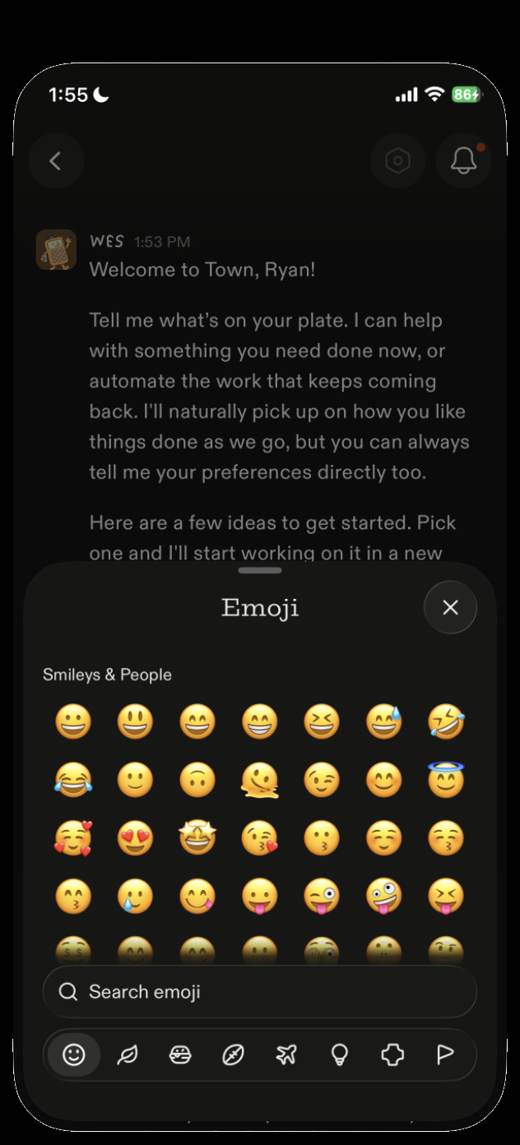 1:55
86
WES 1:53 PM
Welcome to Town, Ryan!
Tell me what's on your plate. I can help
with something you need done now, or
automate the work that keeps coming
back. I'll naturally pick up on how you like
things done as we go, but you can always
tell me your preferences directly too.
Here are a few ideas to get started. Pick
one and I'll start working on it in a new
Emoji
Smileys & People
Search emoji